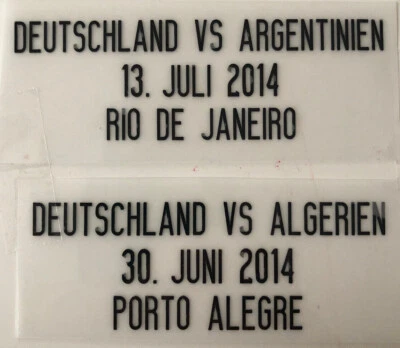 DEUTSCHLAND VS ARGENTINIEN
13. JULI 2014
RIO DE JANEIRO
DEUTSCHLAND VS ALGERIEN
30. JUNI 2014
PORTO ALEGRE